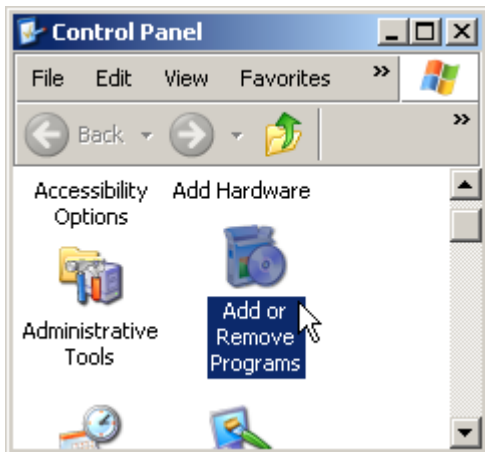 Control Panel
File Edit View Favorites »
Back »
Accessibility Options
Add Hardware
Administrative Tools
Add or Remove Programs